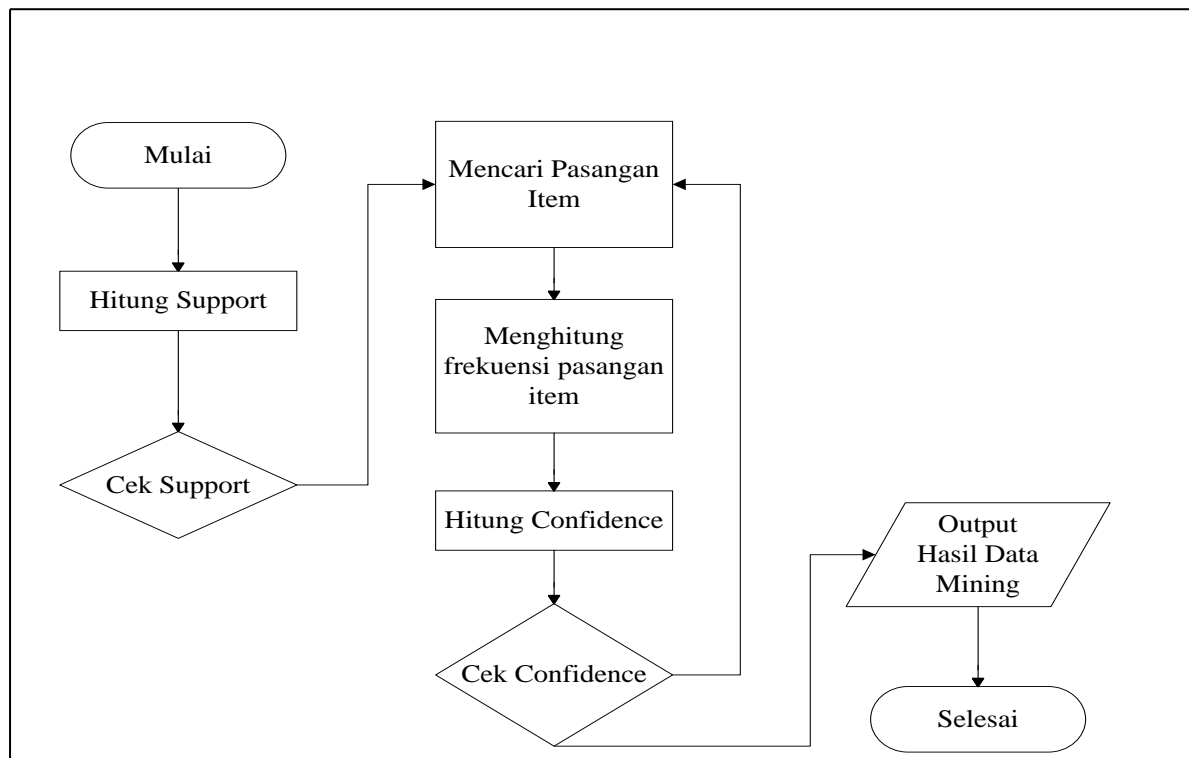 Mulai
Hitung Support
Cek Support
Mencari Pasangan
Item
Menghitung
frekuensi pasangan
item
Hitung Confidence
Cek Confidence
Output
Hasil Data
Mining
Selesai